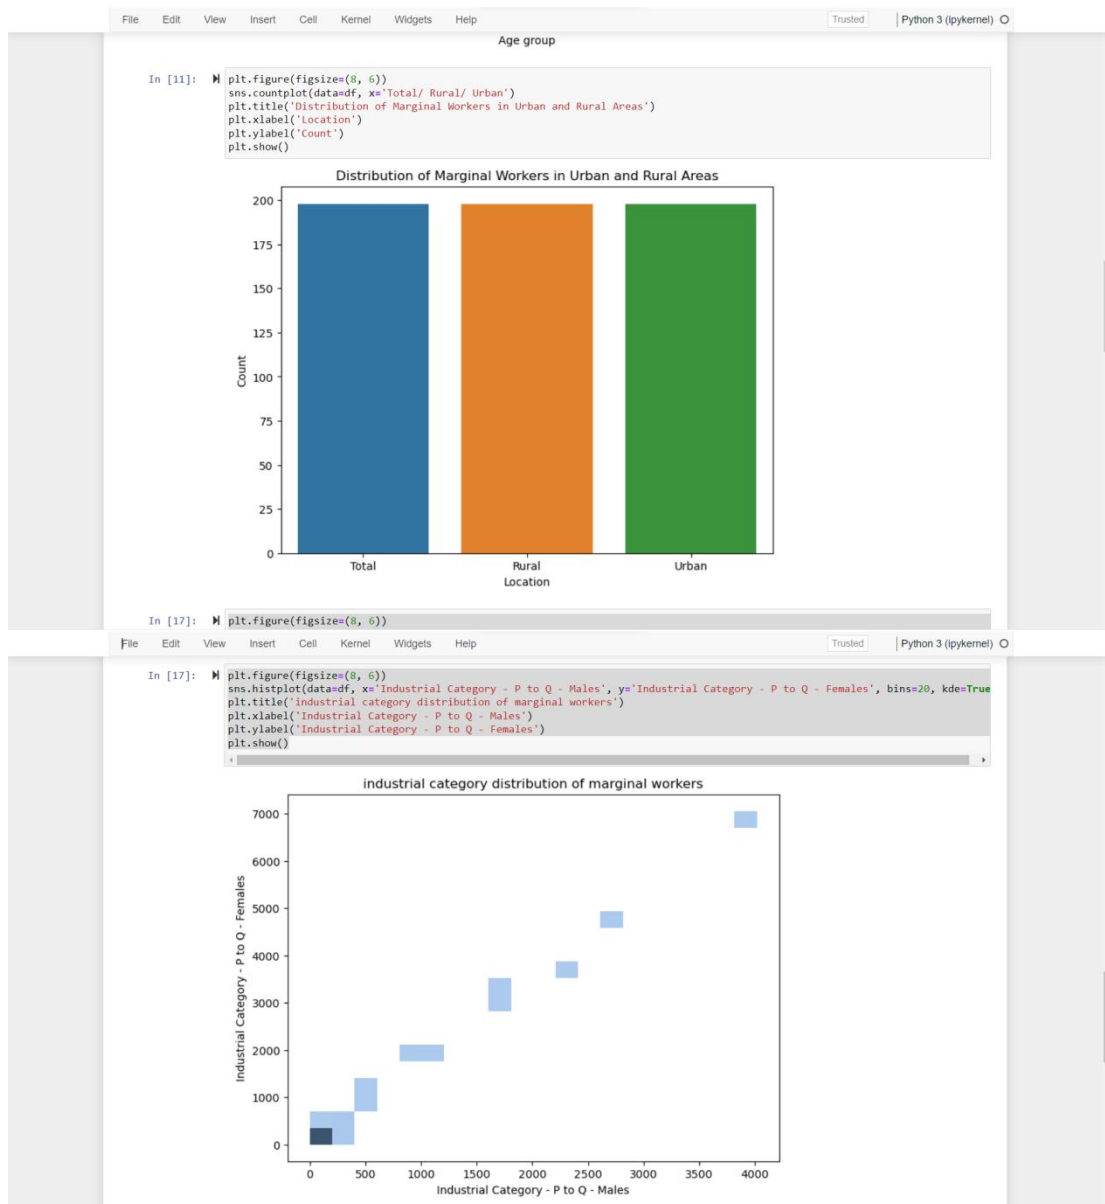 File Edit View Insert Cell Kernel Widgets Help Trusted Python 3 (ipykernel)
Age group
In [11]: plt.figure(figsize=(8, 6))
sns.countplot(data=df, x='Total/ Rural/ Urban')
plt.title('Distribution of Marginal Workers in Urban and Rural Areas')
plt.xlabel('Location')
plt.ylabel('Count')
plt.show()
Distribution of Marginal Workers in Urban and Rural Areas
200
175
150
125
100
75
50
25
0
Count
Total Rural Urban
Location
In [17]: plt.figure(figsize=(8, 6))
File Edit View Insert Cell Kernel Widgets Help Trusted Python 3 (ipykernel)
In [17]: plt.figure(figsize=(8, 6))
sns.histplot(data=df, x='Industrial Category - P to Q - Males', y='Industrial Category - P to Q - Females', bins=20, kde=True
plt.title('industrial category distribution of marginal workers')
plt.xlabel('Industrial Category - P to Q - Males')
plt.ylabel('Industrial Category - P to Q - Females')
plt.show()
industrial category distribution of marginal workers
7000
6000
5000
4000
3000
2000
1000
0
Industrial Category - P to Q - Females
0 500 1000 1500 2000 2500 3000 3500 4000
Industrial Category - P to Q - Males